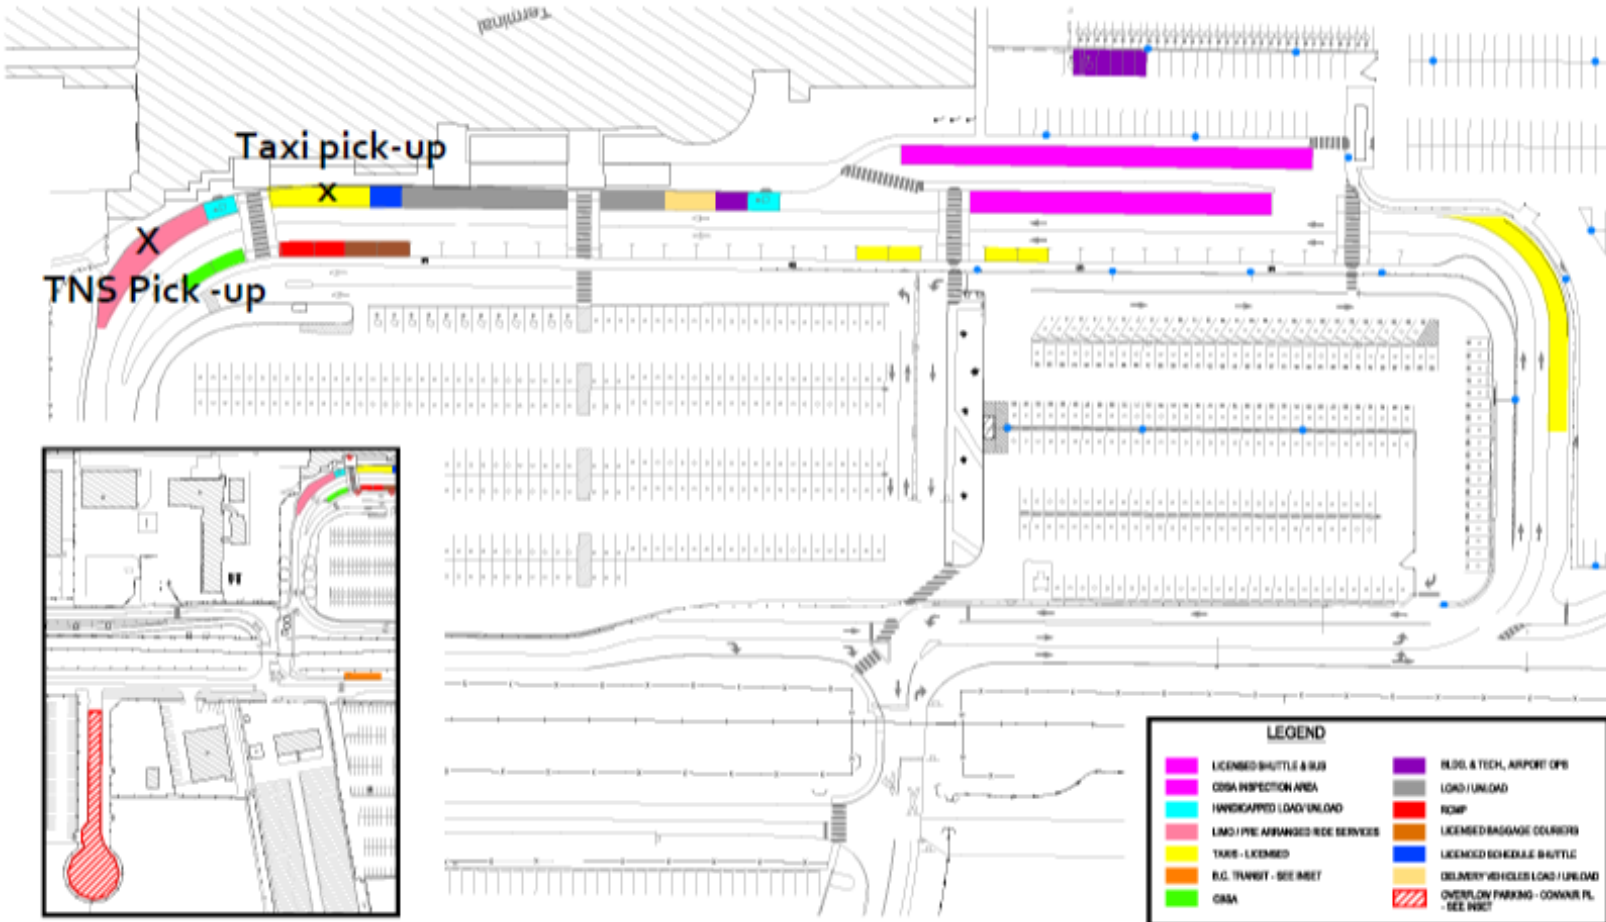 Terminal
Taxi pick-up
TNS Pick -up
LEGEND
LICENSED SHUTTLE & BUS
CBSA INSPECTION AREA
HANDICAPPED LOAD/UNLOAD
LIMO / PRE ARRANGED RIDE SERVICES
TAXIS - LICENSED
B.C. TRANSIT - SEE INSET
BLDG. & TECH., AIRPORT OPS
LOAD / UNLOAD
RCMP
LICENSED BAGGAGE COURIERS
LICENCED SCHEDULE SHUTTLE
DELIVERY VEHICLES LOAD / UNLOAD
OVERFLOW PARKING - CONVAIR PL.
- SEE INSET